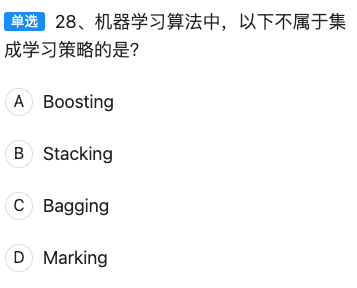 单选 28、机器学习算法中，以下不属于集
成学习策略的是?
A Boosting
B Stacking
C Bagging
D Marking